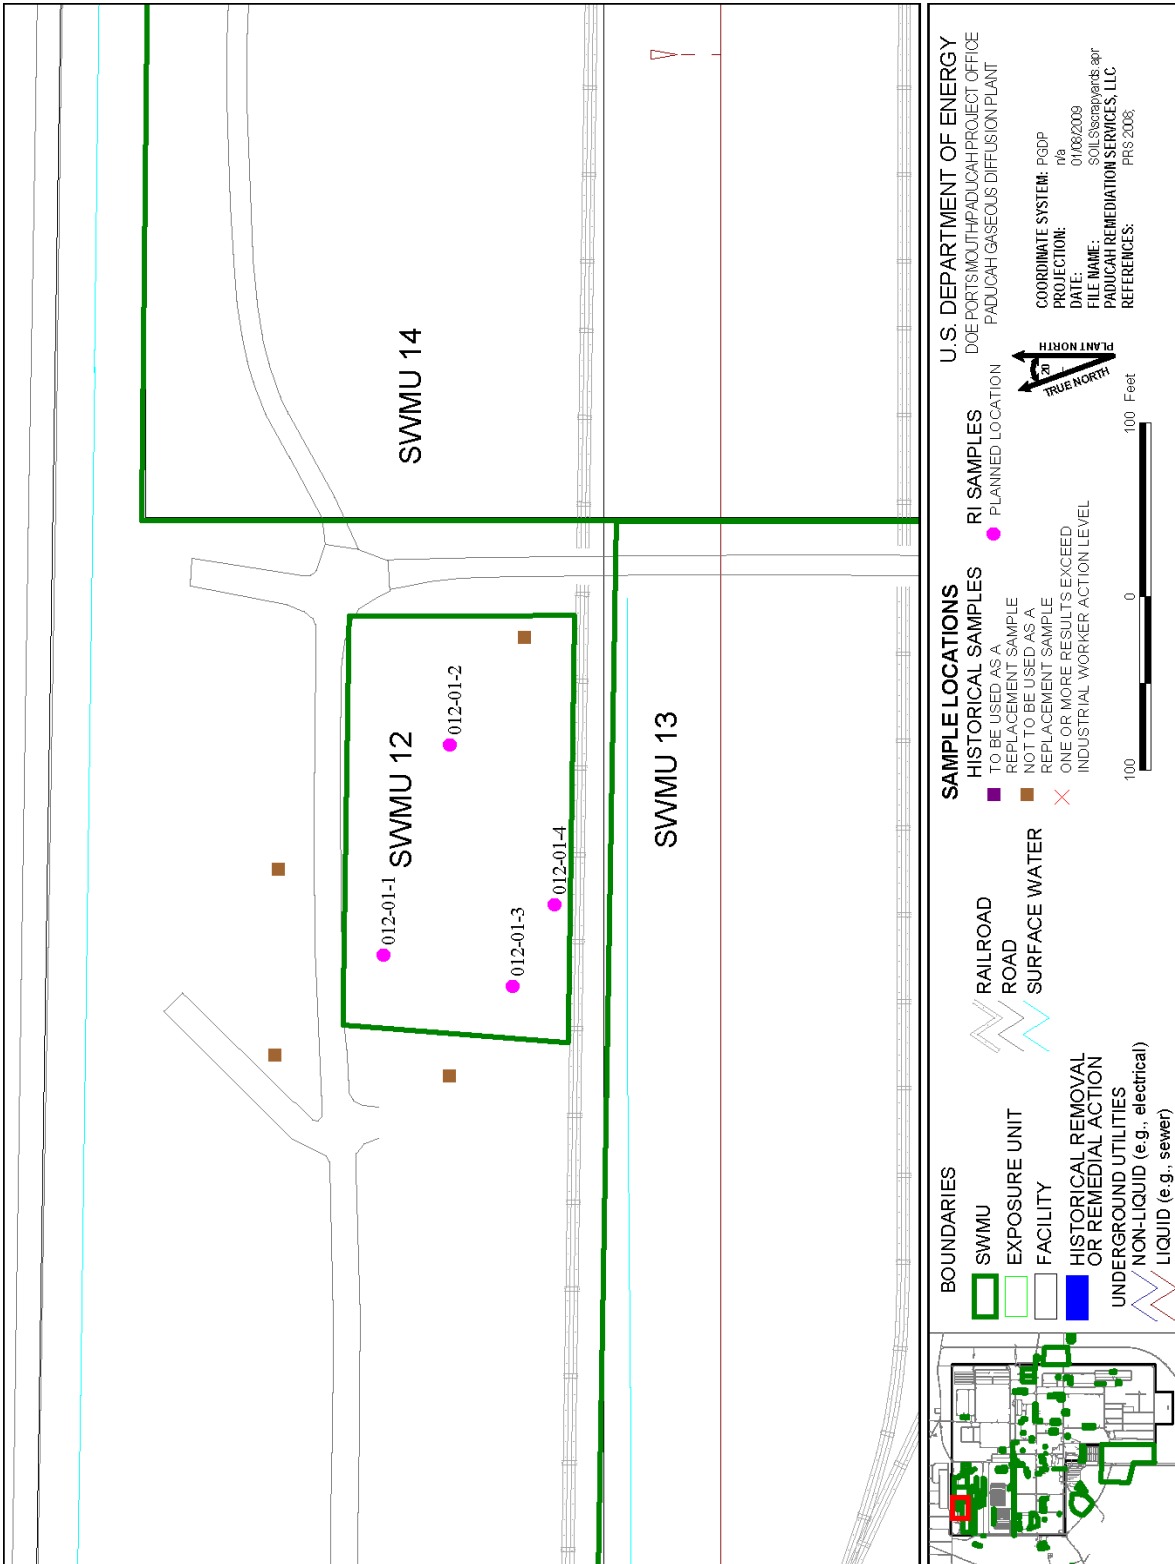 SWMU 14
SWMU 12
SWMU 13
012-01-1
012-01-2
012-01-3
012-01-4
BOUNDARIES
SWMU
EXPOSURE UNIT
FACILITY
HISTORICAL REMOVAL
OR REMEDIAL ACTION
UNDERGROUND UTILITIES
NON-LIQUID (e.g., electrical)
LIQUID (e.g., sewer)
RAILROAD
ROAD
SURFACE WATER
SAMPLE LOCATIONS
HISTORICAL SAMPLES
TO BE USED AS A
REPLACEMENT SAMPLE
NOT TO BE USED AS A
REPLACEMENT SAMPLE
ONE OR MORE RESULTS EXCEED
INDUSTRIAL WORKER ACTION LEVEL
RI SAMPLES
PLANNED LOCATION
100 0 100 Feet
U.S. DEPARTMENT OF ENERGY
DOE PORTSMOUTH/PADUCAH PROJECT OFFICE
PADUCAH GASEOUS DIFFUSION PLANT
PLANT NORTH
20
TRUE NORTH
COORDINATE SYSTEM: PGDP
PROJECTION: n/a
DATE: 01/08/2009
FILE NAME: SOILS\scrapyards.apr
PADUCAH REMEDIATION SERVICES, LLC
REFERENCES: PRS 2008;